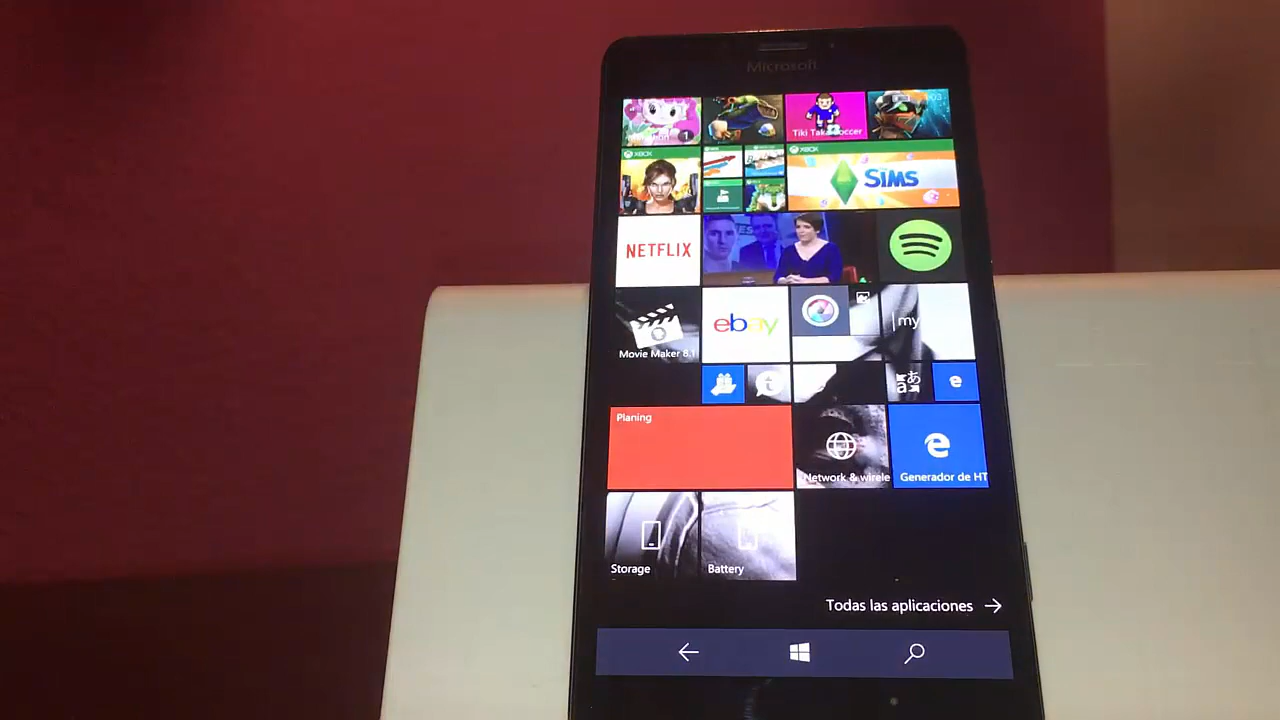 Microsoft
Tiki Taka Soccer
XBOX
XBOX
SIMS
NETFLIX
ebay
my
Movie Maker 8.1
Planing
Network & wirele
Generador de HT
Storage
Battery
Todas las aplicaciones